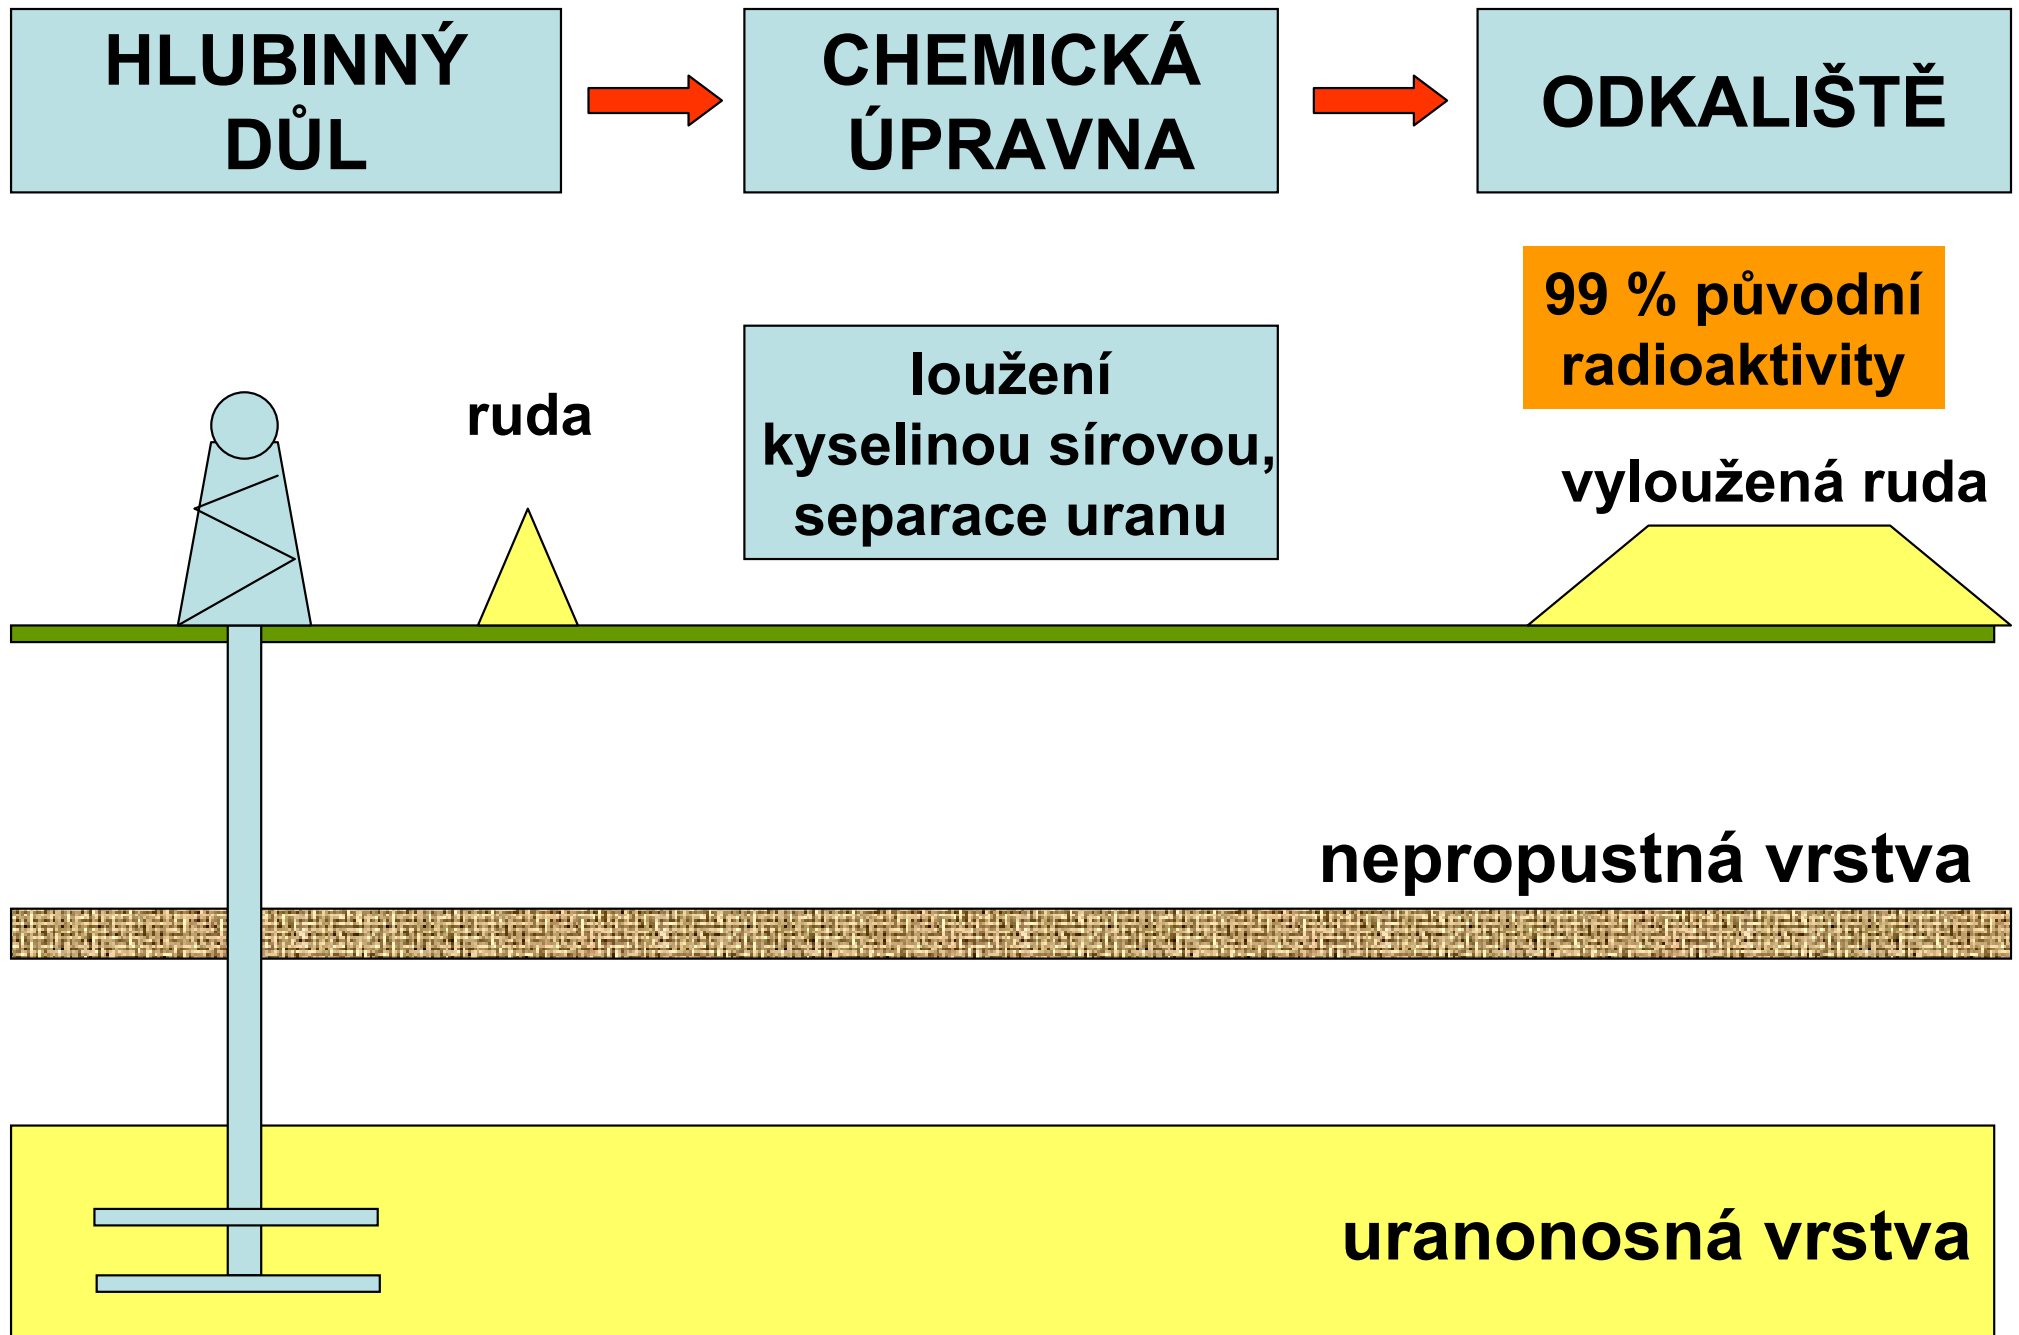 HLUBINNÝ
DŮL
CHEMICKÁ
ÚPRAVNA
ODKALIŠTĚ
99 % původní
radioaktivity
ruda
loužení
kyselinou sírovou,
separace uranu
vyloužená ruda
nepropustná vrstva
uranonosná vrstva